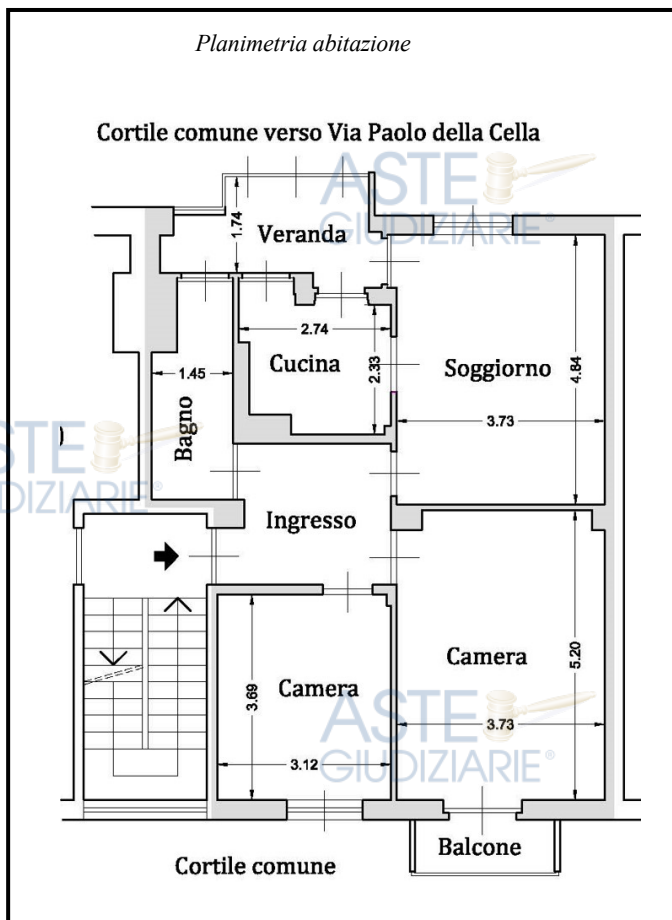 Planimetria abitazione
Cortile comune verso Via Paolo della Cella
ASTE
GIUDIZIARIE®
1.74
Veranda
2.74
Cucina
2.33
Soggiorno
4.84
3.73
1.45
Bagno
STE
DIZIARIE®
Ingresso
Camera
5.20
3.73
3.69
Camera
3.12
ASTE
GIUDIZIARIE®
Balcone
Cortile comune